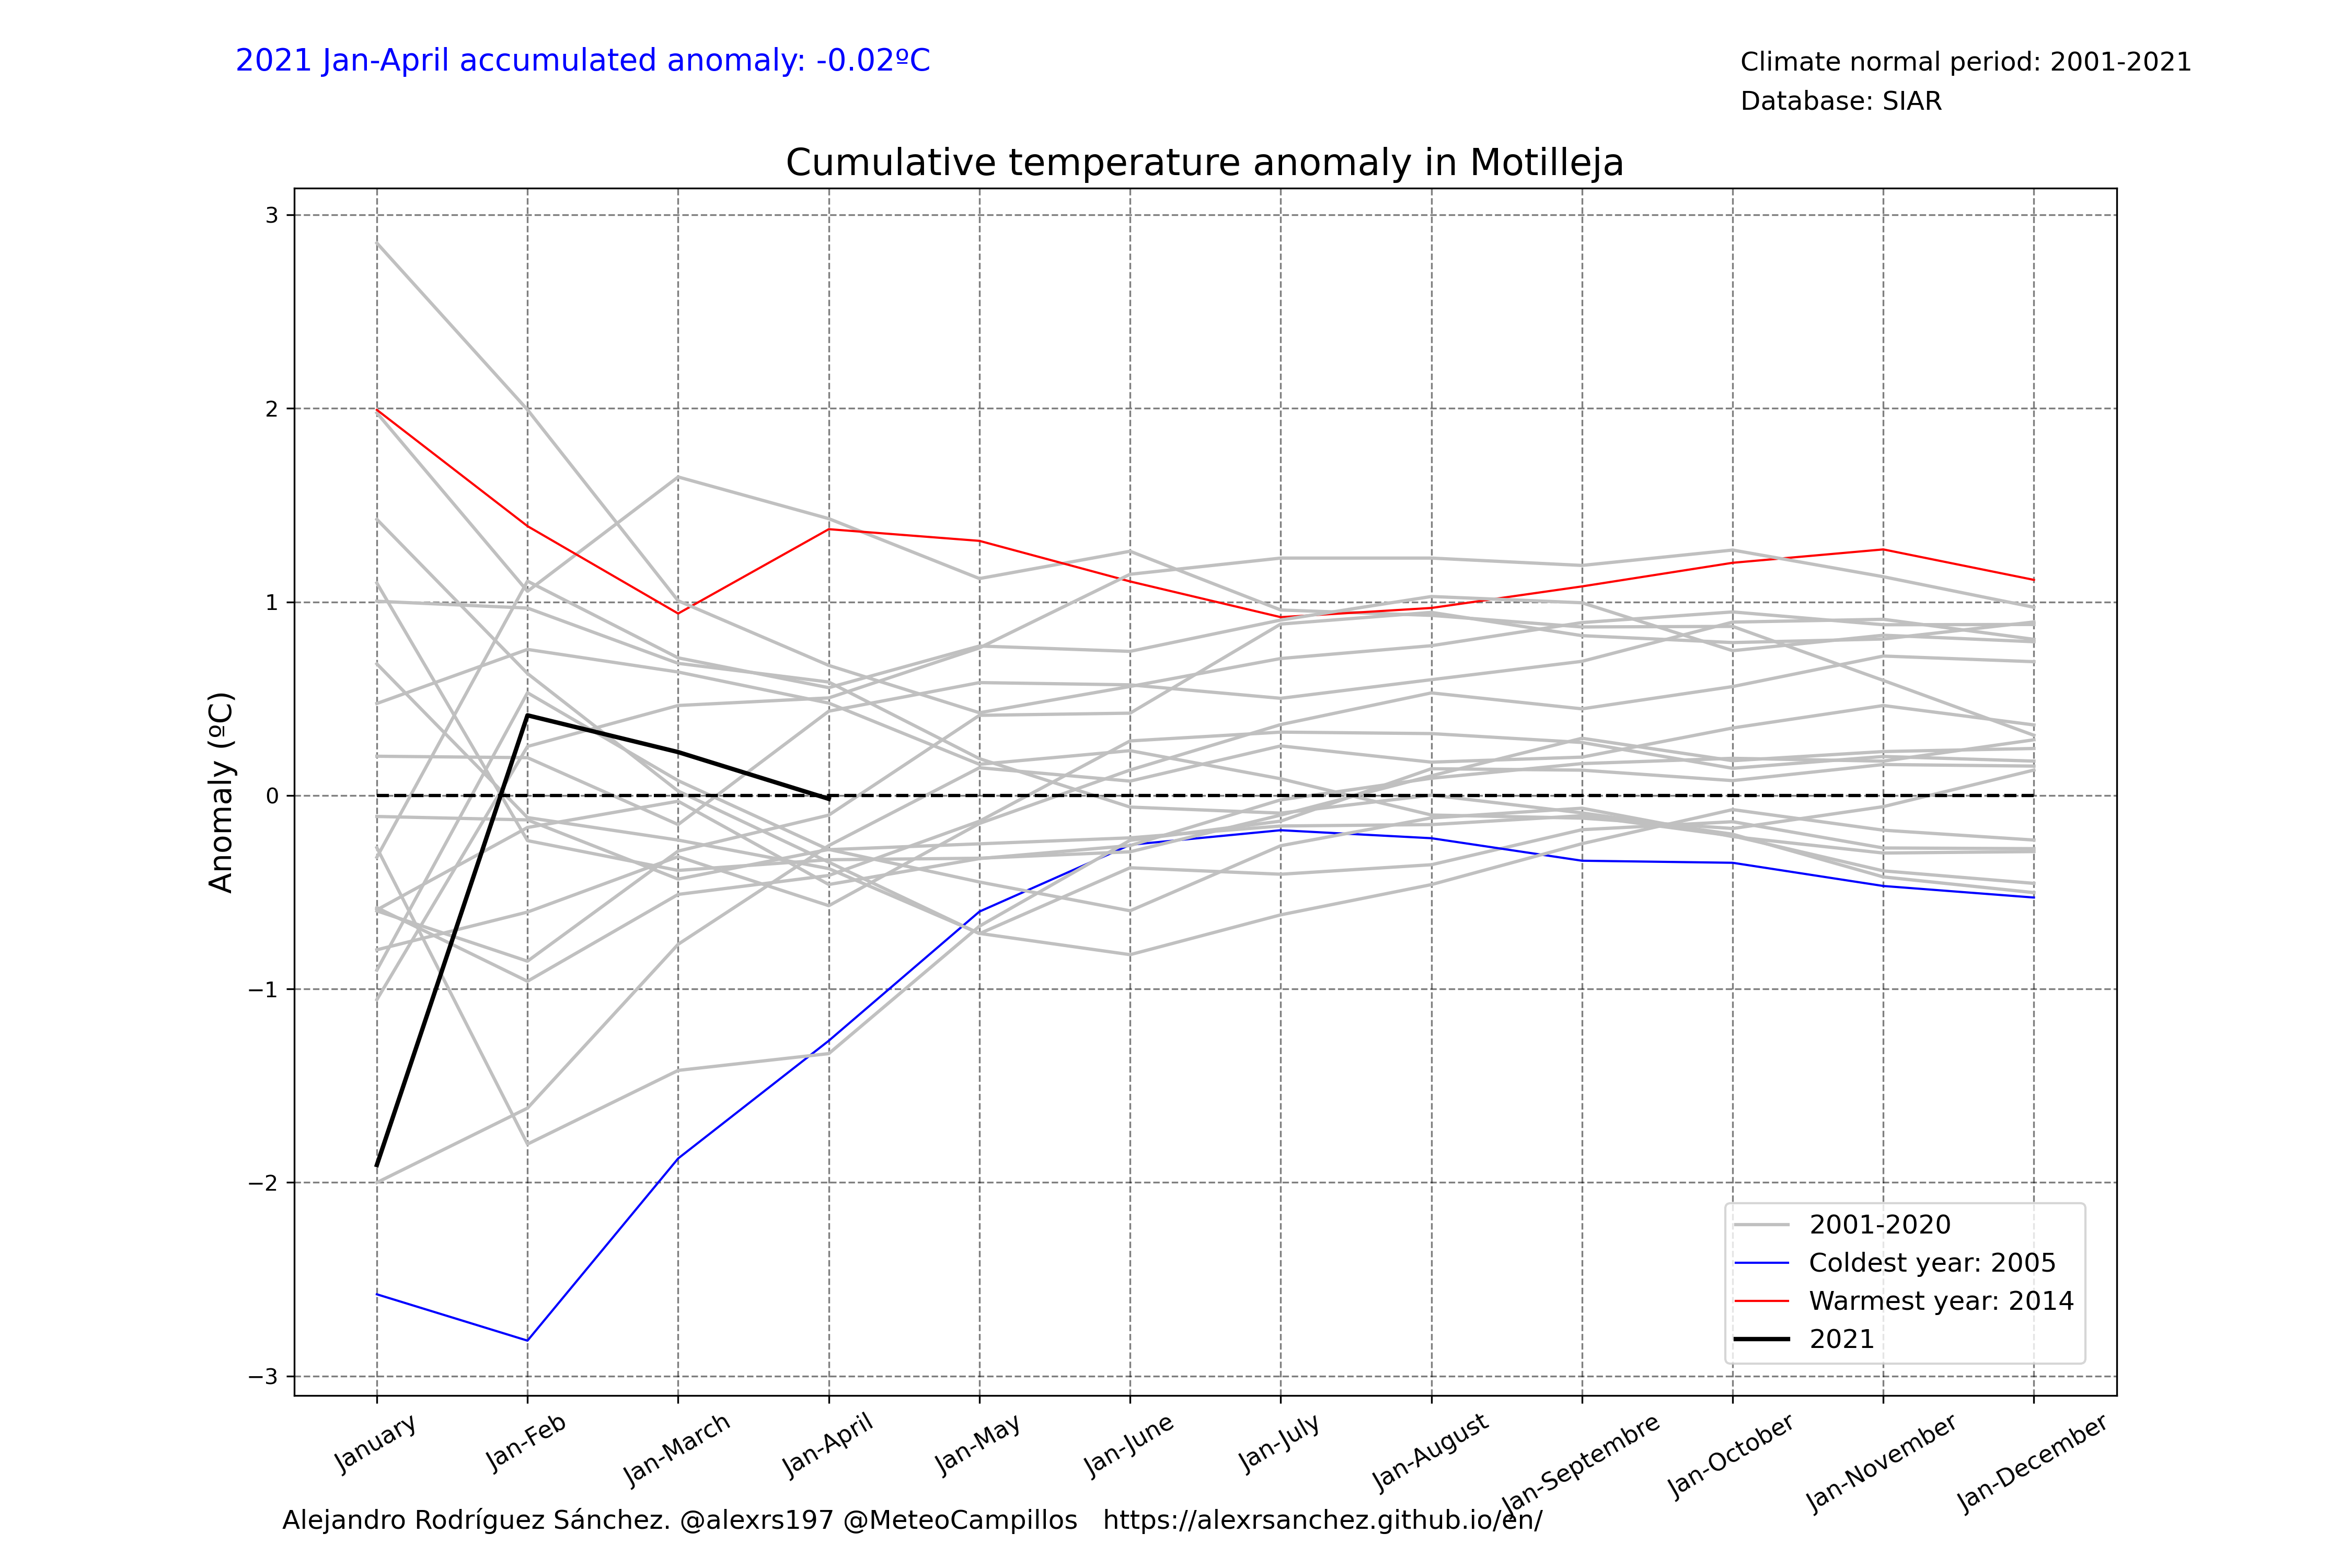 2021 Jan-April accumulated anomaly: -0.02ºC
Climate normal period: 2001-2021
Database: SIAR
Cumulative temperature anomaly in Motilleja
Anomaly (ºC)
3
2
1
0
−1
−2
−3
2001-2020
Coldest year: 2005
Warmest year: 2014
2021
January
Jan-Feb
Jan-March
Jan-April
Jan-May
Jan-June
Jan-July
Jan-August
Jan-Septembre
Jan-October
Jan-November
Jan-December
Alejandro Rodríguez Sánchez. @alexrs197 @MeteoCampillos https://alexrsanchez.github.io/en/